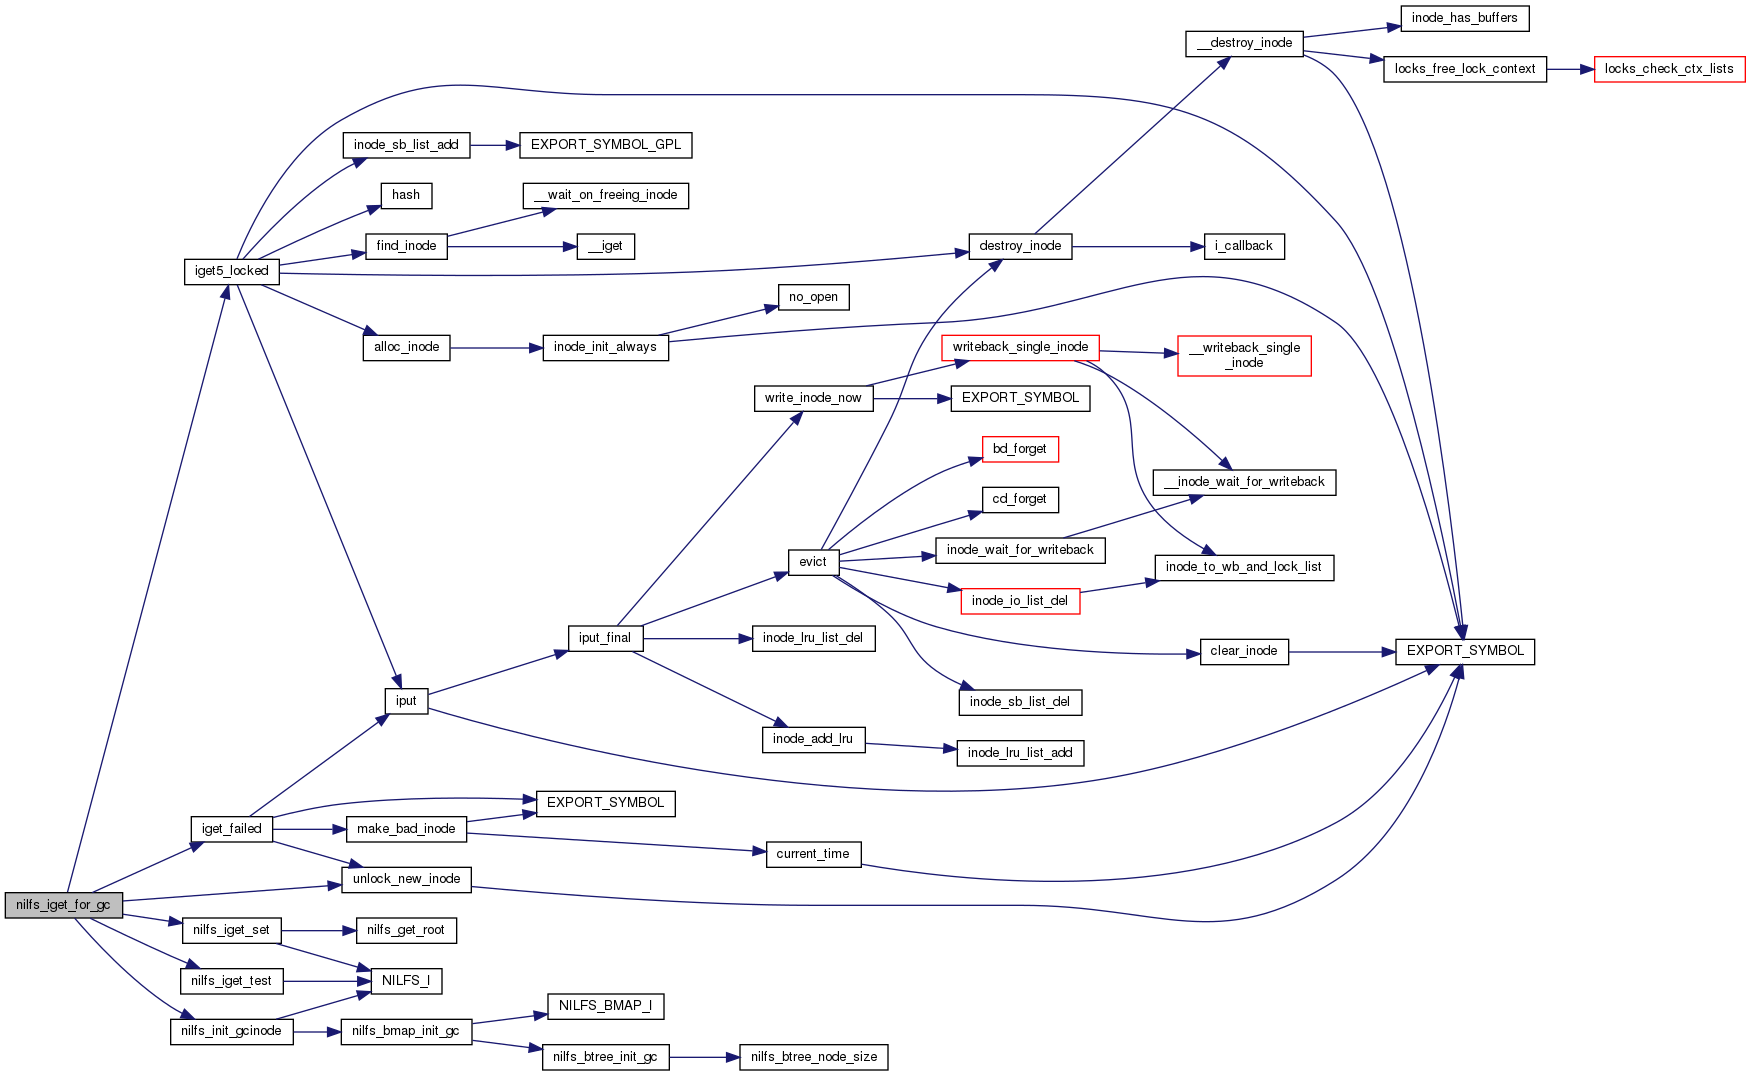 inode_has_buffers
__destroy_inode
locks_free_lock_context
locks_check_ctx_lists
inode_sb_list_add
EXPORT_SYMBOL_GPL
hash
__wait_on_freeing_inode
find_inode
__iget
destroy_inode
i_callback
iget5_locked
no_open
alloc_inode
inode_init_always
writeback_single_inode
__writeback_single
_inode
write_inode_now
EXPORT_SYMBOL
bd_forget
__inode_wait_for_writeback
cd_forget
inode_wait_for_writeback
evict
inode_to_wb_and_lock_list
inode_io_list_del
iput_final
inode_lru_list_del
clear_inode
EXPORT_SYMBOL
iput
inode_sb_list_del
inode_add_lru
inode_lru_list_add
EXPORT_SYMBOL
iget_failed
make_bad_inode
current_time
unlock_new_inode
nilfs_iget_for_gc
nilfs_iget_set
nilfs_get_root
nilfs_iget_test
NILFS_I
NILFS_BMAP_I
nilfs_init_gcinode
nilfs_bmap_init_gc
nilfs_btree_init_gc
nilfs_btree_node_size